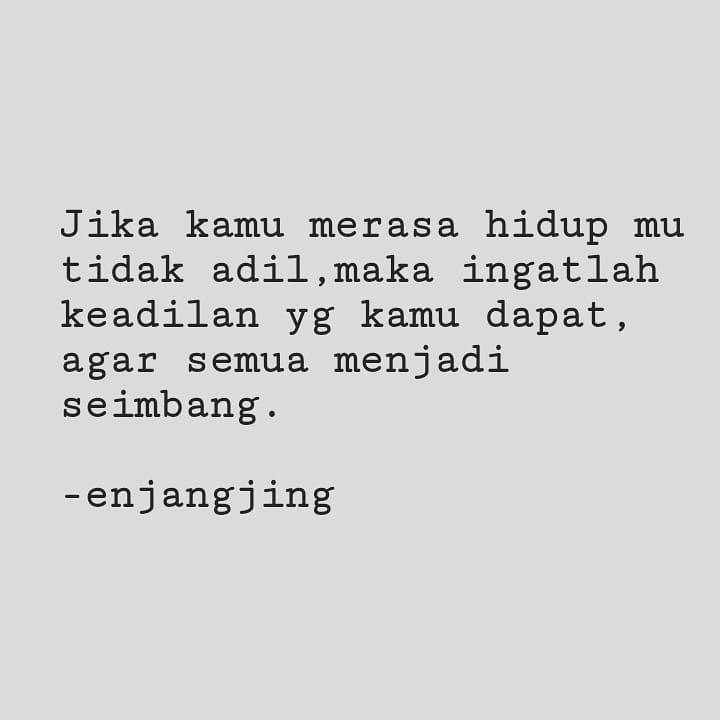 Jika kamu merasa hidup mu
tidak adil,maka ingatlah
keadilan yg kamu dapat,
agar semua menjadi
seimbang.
-enjangjing